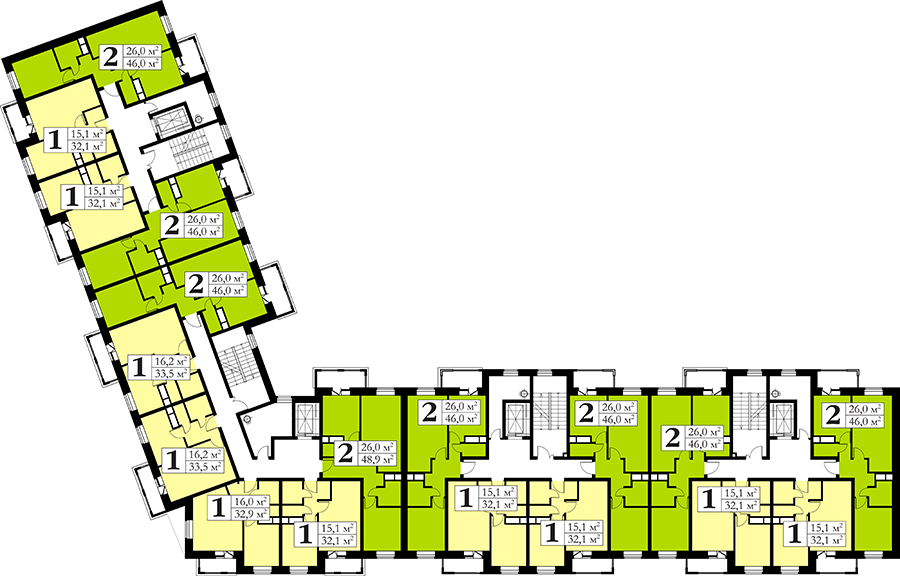 2 26,0 м²
46,0 м²
1 15,1 м²
32,1 м²
1 15,1 м²
32,1 м²
2 26,0 м²
46,0 м²
2 26,0 м²
46,0 м²
1 16,2 м²
33,5 м²
1 16,2 м²
33,5 м²
2 26,0 м²
48,9 м²
2 26,0 м²
46,0 м²
2 26,0 м²
46,0 м²
2 26,0 м²
46,0 м²
2 26,0 м²
46,0 м²
1 16,0 м²
32,9 м²
1 15,1 м²
32,1 м²
1 15,1 м²
32,1 м²
1 15,1 м²
32,1 м²
1 15,1 м²
32,1 м²
1 15,1 м²
32,1 м²